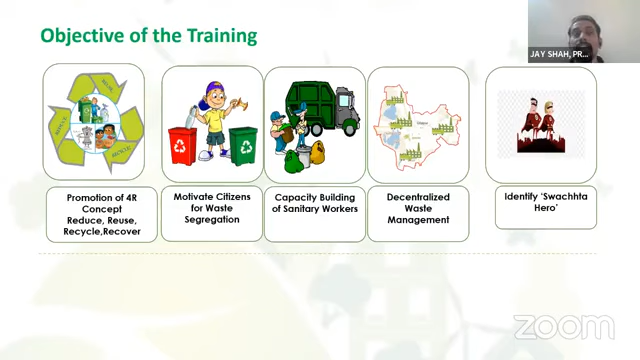 Objective of the Training
JAY SHAH, PR...
Promotion of 4R
Concept
Reduce, Reuse,
Recycle,Recover
Motivate Citizens
for Waste
Segregation
Capacity Building
of Sanitary Workers
Decentralized
Waste
Management
Identify ‘Swachhta
Hero’
zoom